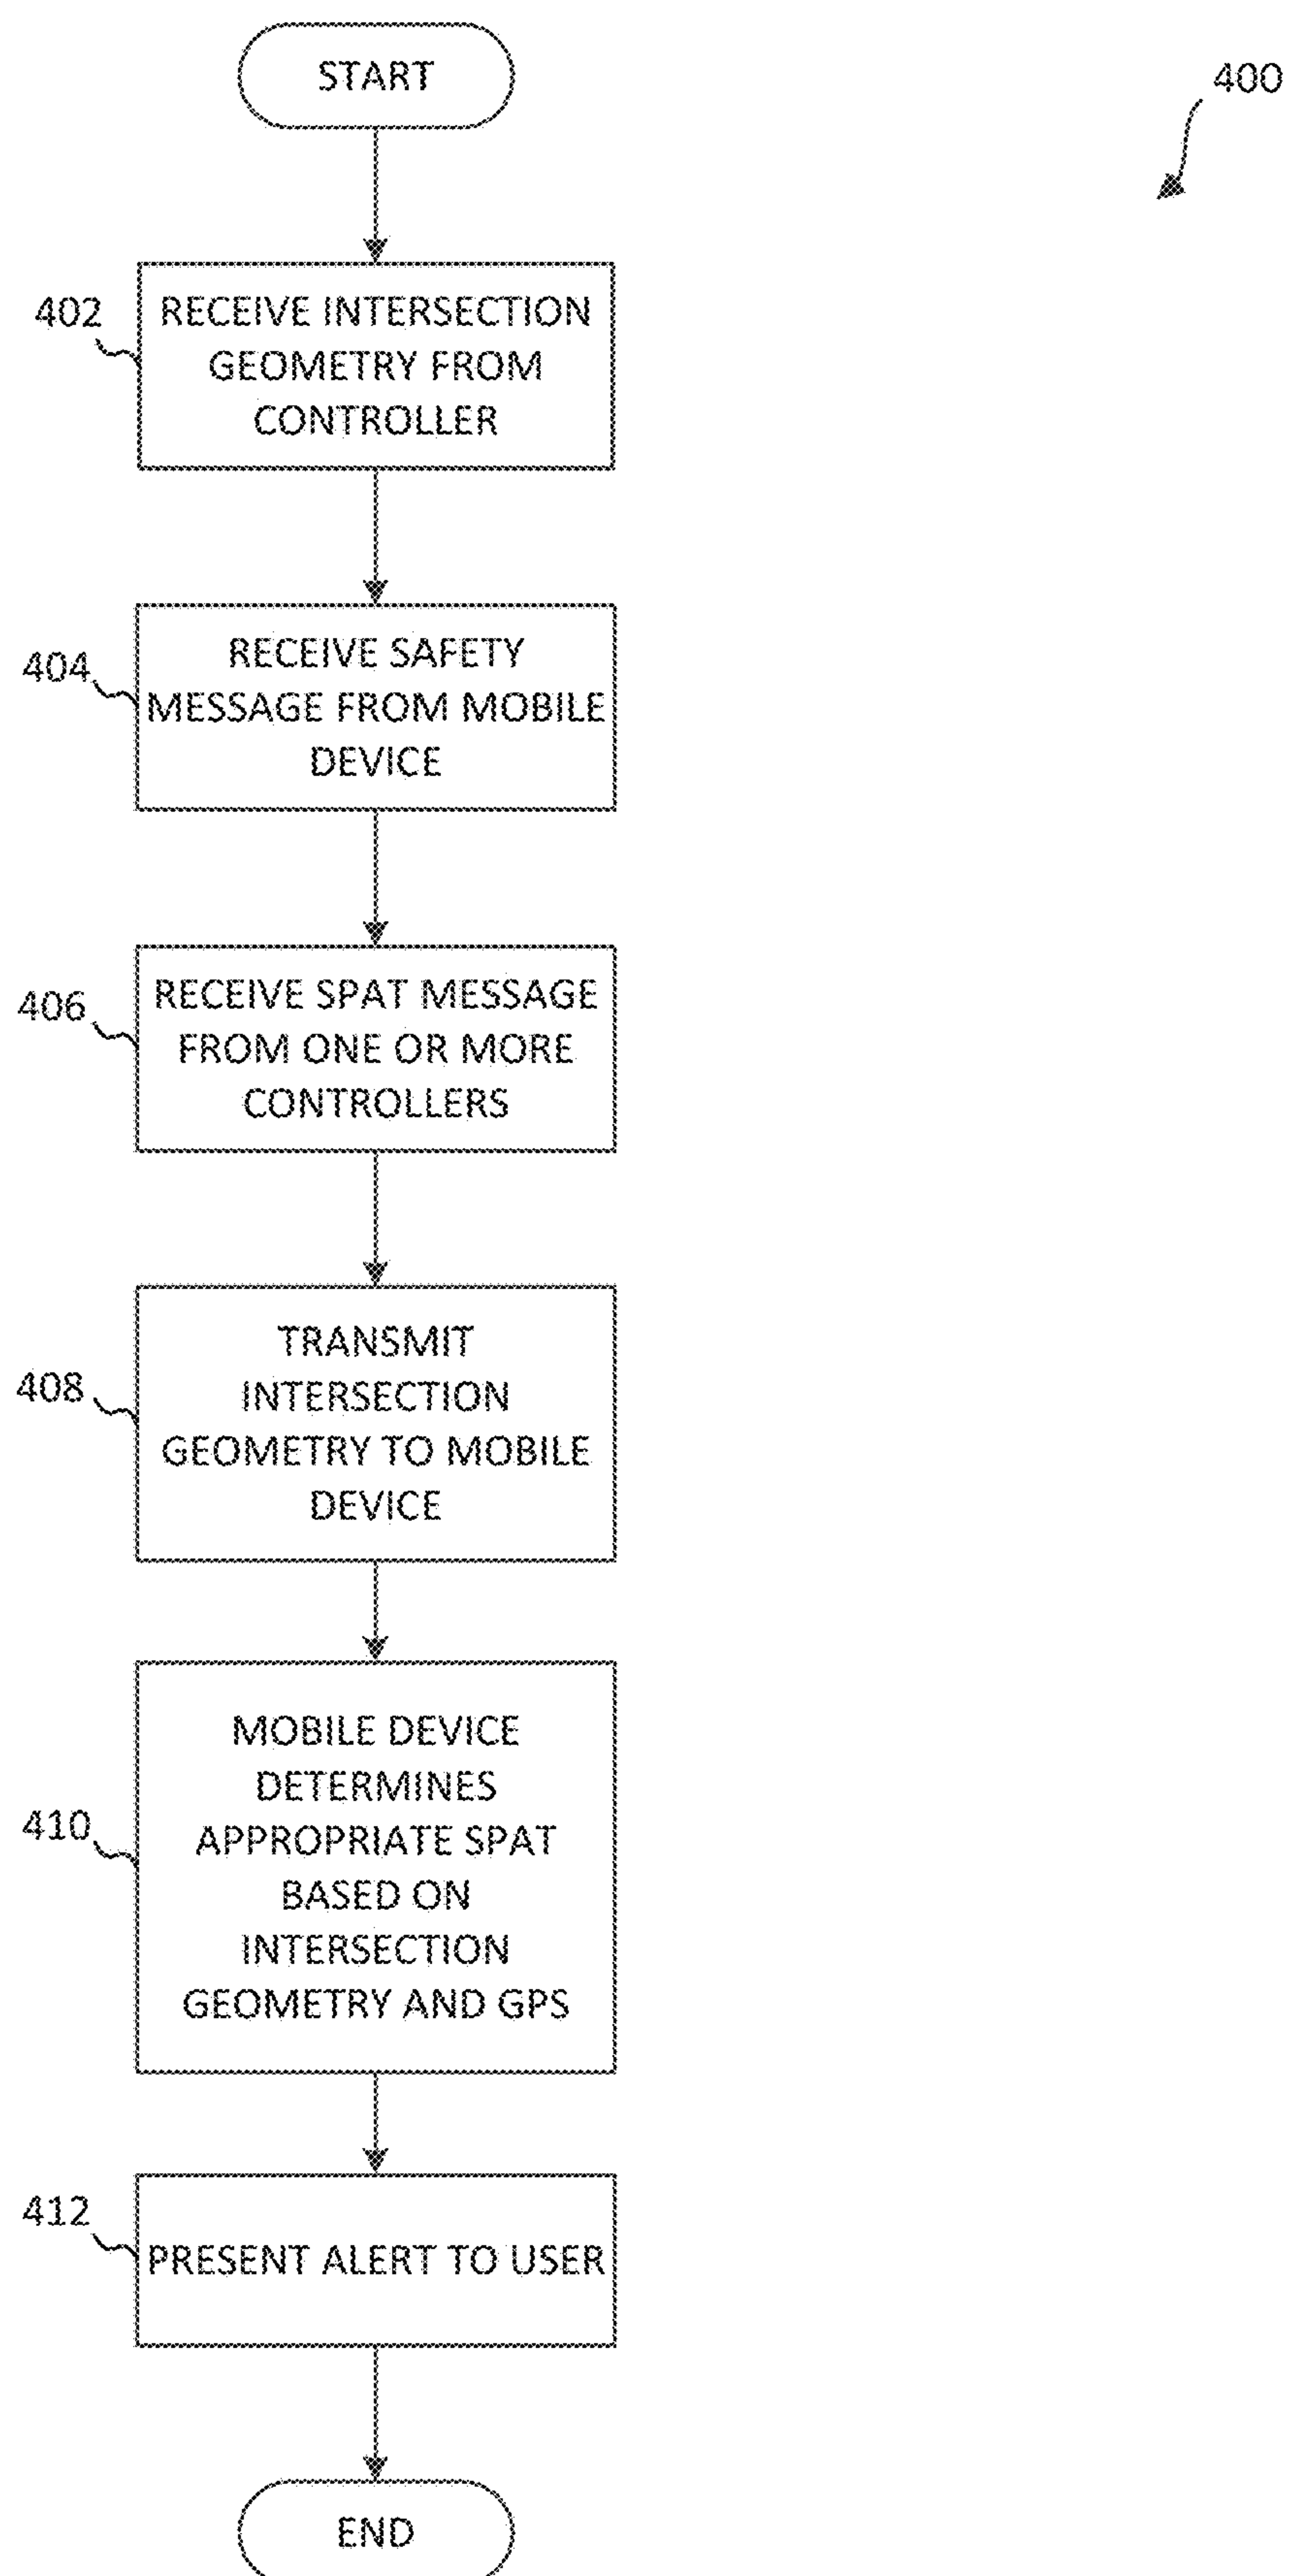 START
400
402
RECEIVE INTERSECTION
GEOMETRY FROM
CONTROLLER
404
RECEIVE SAFETY
MESSAGE FROM MOBILE
DEVICE
406
RECEIVE SPAT MESSAGE
FROM ONE OR MORE
CONTROLLERS
408
TRANSMIT
INTERSECTION
GEOMETRY TO MOBILE
DEVICE
410
MOBILE DEVICE
DETERMINES
APPROPRIATE SPAT
BASED ON
INTERSECTION
GEOMETRY AND GPS
412
PRESENT ALERT TO USER
END